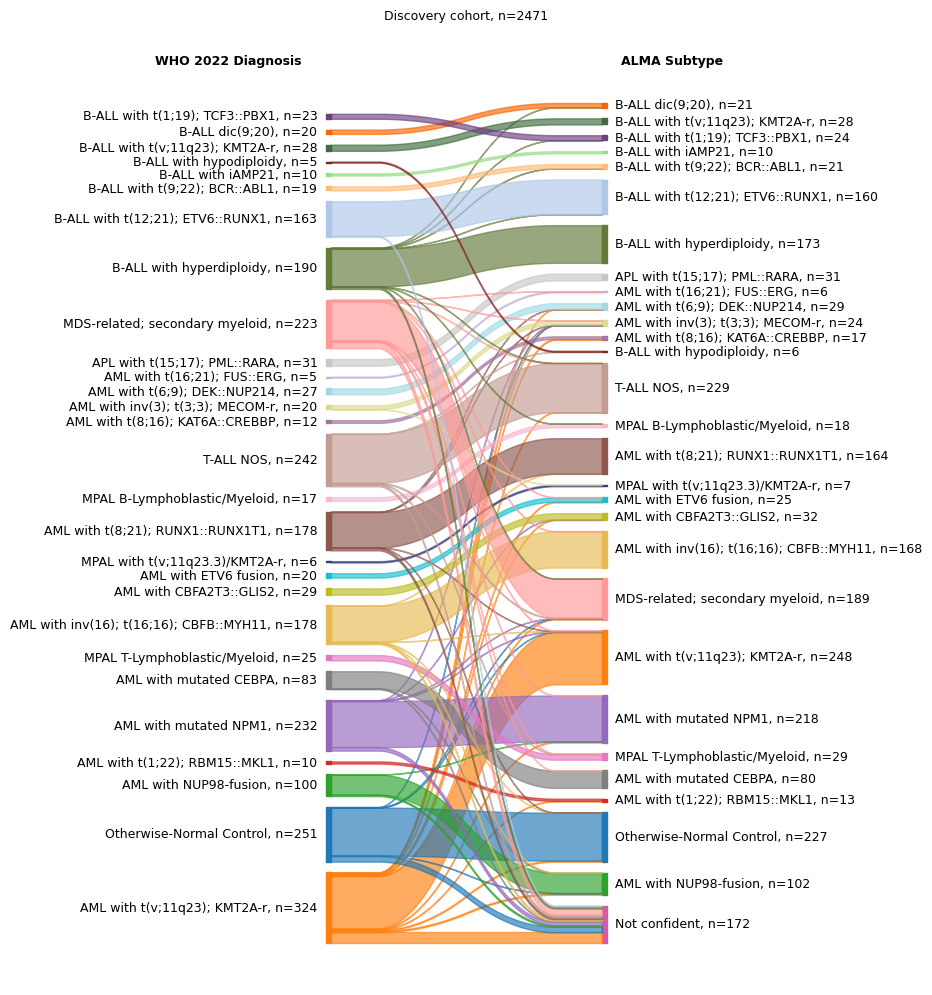 Discovery cohort, n=2471
WHO 2022 Diagnosis
B-ALL with t(1;19); TCF3::PBX1, n=23
B-ALL dic(9;20), n=20
B-ALL with t(v;11q23); KMT2A-r, n=28
B-ALL with hypodiploidy, n=5
B-ALL with iAMP21, n=10
B-ALL with t(9;22); BCR::ABL1, n=19
B-ALL with t(12;21); ETV6::RUNX1, n=163
B-ALL with hyperdiploidy, n=190
MDS-related; secondary myeloid, n=223
APL with t(15;17); PML::RARA, n=31
AML with t(16;21); FUS::ERG, n=5
AML with t(6;9); DEK::NUP214, n=27
AML with inv(3); t(3;3); MECOM-r, n=20
AML with t(8;16); KAT6A::CREBBP, n=12
T-ALL NOS, n=242
MPAL B-Lymphoblastic/Myeloid, n=17
AML with t(8;21); RUNX1::RUNX1T1, n=178
MPAL with t(v;11q23.3)/KMT2A-r, n=6
AML with ETV6 fusion, n=20
AML with CBFA2T3::GLIS2, n=29
AML with inv(16); t(16;16); CBFB::MYH11, n=178
MPAL T-Lymphoblastic/Myeloid, n=25
AML with mutated CEBPA, n=83
AML with mutated NPM1, n=232
AML with t(1;22); RBM15::MKL1, n=10
AML with NUP98-fusion, n=100
Otherwise-Normal Control, n=251
AML with t(v;11q23); KMT2A-r, n=324
ALMA Subtype
B-ALL dic(9;20), n=21
B-ALL with t(v;11q23); KMT2A-r, n=28
B-ALL with t(1;19); TCF3::PBX1, n=24
B-ALL with iAMP21, n=10
B-ALL with t(9;22); BCR::ABL1, n=21
B-ALL with t(12;21); ETV6::RUNX1, n=160
B-ALL with hyperdiploidy, n=173
APL with t(15;17); PML::RARA, n=31
AML with t(16;21); FUS::ERG, n=6
AML with t(6;9); DEK::NUP214, n=29
AML with inv(3); t(3;3); MECOM-r, n=24
AML with t(8;16); KAT6A::CREBBP, n=17
B-ALL with hypodiploidy, n=6
T-ALL NOS, n=229
MPAL B-Lymphoblastic/Myeloid, n=18
AML with t(8;21); RUNX1::RUNX1T1, n=164
MPAL with t(v;11q23.3)/KMT2A-r, n=7
AML with ETV6 fusion, n=25
AML with CBFA2T3::GLIS2, n=32
AML with inv(16); t(16;16); CBFB::MYH11, n=168
MDS-related; secondary myeloid, n=189
AML with t(v;11q23); KMT2A-r, n=248
AML with mutated NPM1, n=218
MPAL T-Lymphoblastic/Myeloid, n=29
AML with mutated CEBPA, n=80
AML with t(1;22); RBM15::MKL1, n=13
Otherwise-Normal Control, n=227
AML with NUP98-fusion, n=102
Not confident, n=172